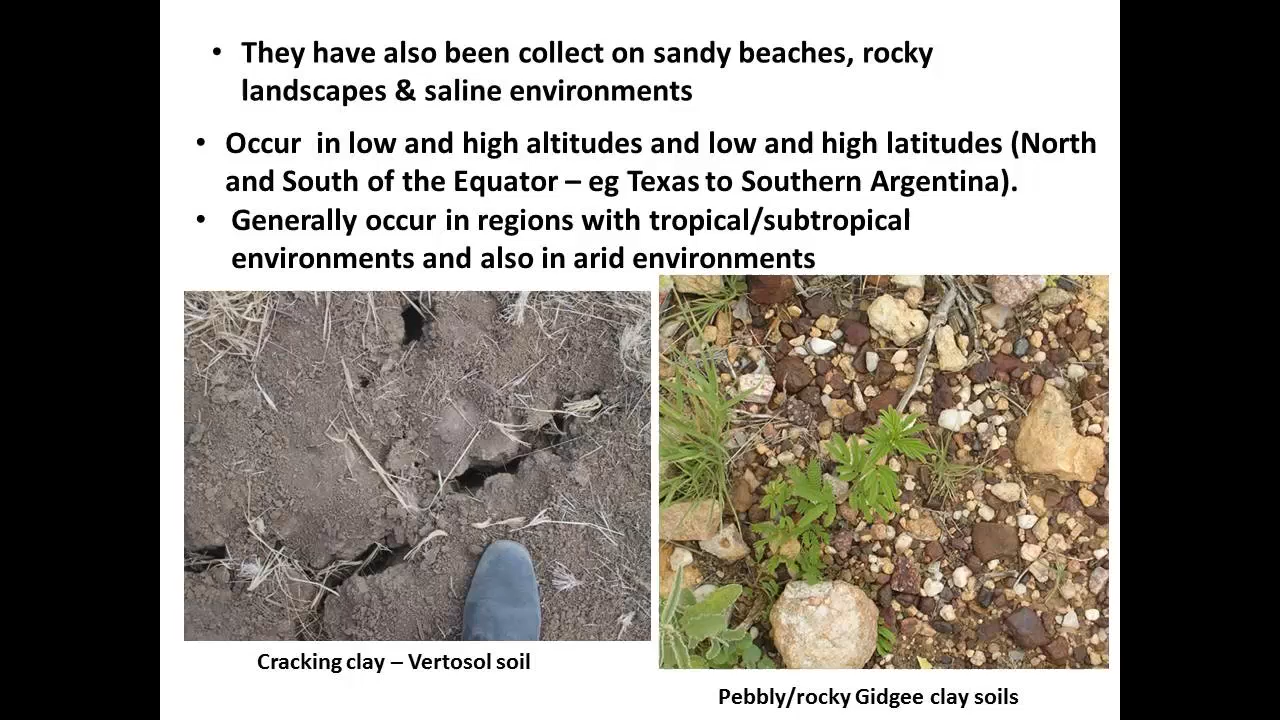 • They have also been collect on sandy beaches, rocky
landscapes & saline environments
• Occur in low and high altitudes and low and high latitudes (North
and South of the Equator – eg Texas to Southern Argentina).
• Generally occur in regions with tropical/subtropical
environments and also in arid environments
Cracking clay – Vertosol soil
Pebbly/rocky Gidgee clay soils